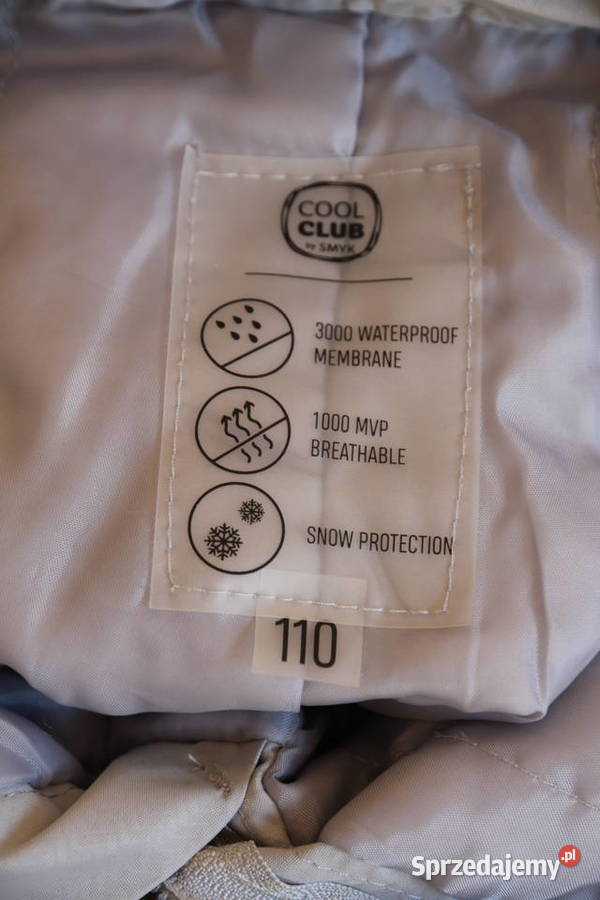 COOL
CLUB
by SMYK
3000 WATERPROOF
MEMBRANE
1000 MVP
BREATHABLE
SNOW PROTECTION
110
Sprzedajemy.pl